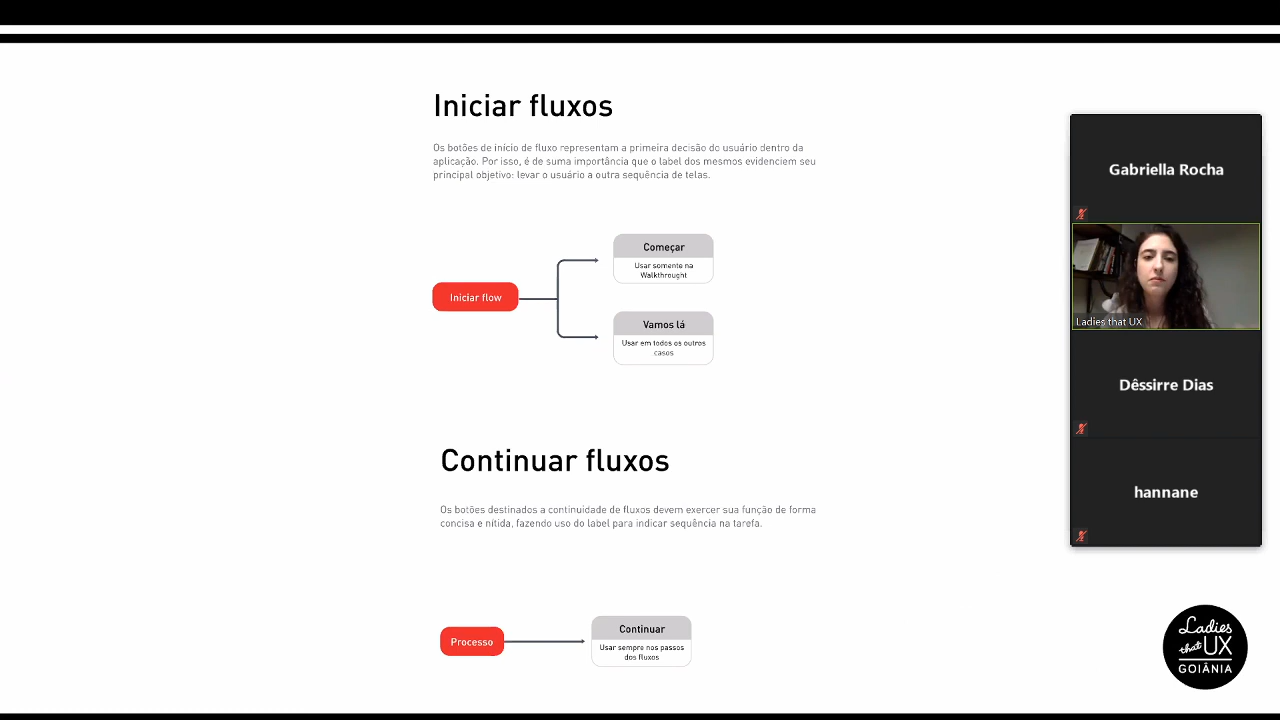 Iniciar fluxos
Os botões de início de fluxo representam a primeira decisão do usuário dentro da
aplicação. Por isso, é de suma importância que o label dos mesmos evidenciem seu
principal objetivo: levar o usuário a outra sequência de telas.
Iniciar flow
Começar
Usar somente na
Walkthrought
Vamos lá
Usar em todos os outros
casos
Continuar fluxos
Os botões destinados a continuidade de fluxos devem exercer sua função de forma
concisa e nítida, fazendo uso do label para indicar sequência na tarefa.
Processo
Continuar
Usar sempre nos passos
dos fluxos
Gabriella Rocha
Ladies that UX
Dêssirre Dias
hannane
Ladies
that UX
GOIÂNIA